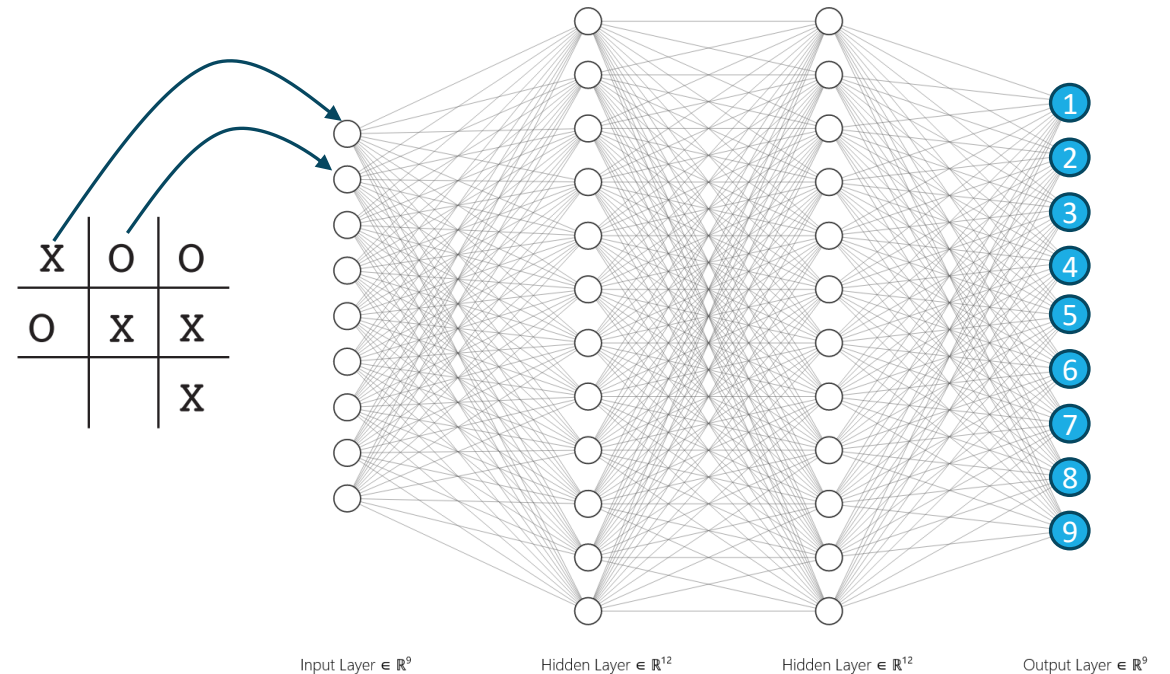 X O O
O X X
X
1
2
3
4
5
6
7
8
9
Input Layer ∈ ℝ⁹
Hidden Layer ∈ ℝ¹²
Hidden Layer ∈ ℝ¹²
Output Layer ∈ ℝ⁹